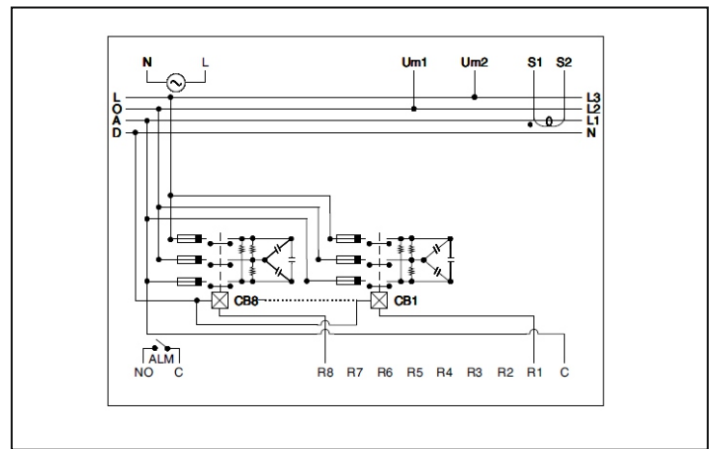 N L Um1 Um2 S1 S2
L L3
O L2
A L1
D N
CB8 CB1
ALM
NO C R8 R7 R6 R5 R4 R3 R2 R1 C